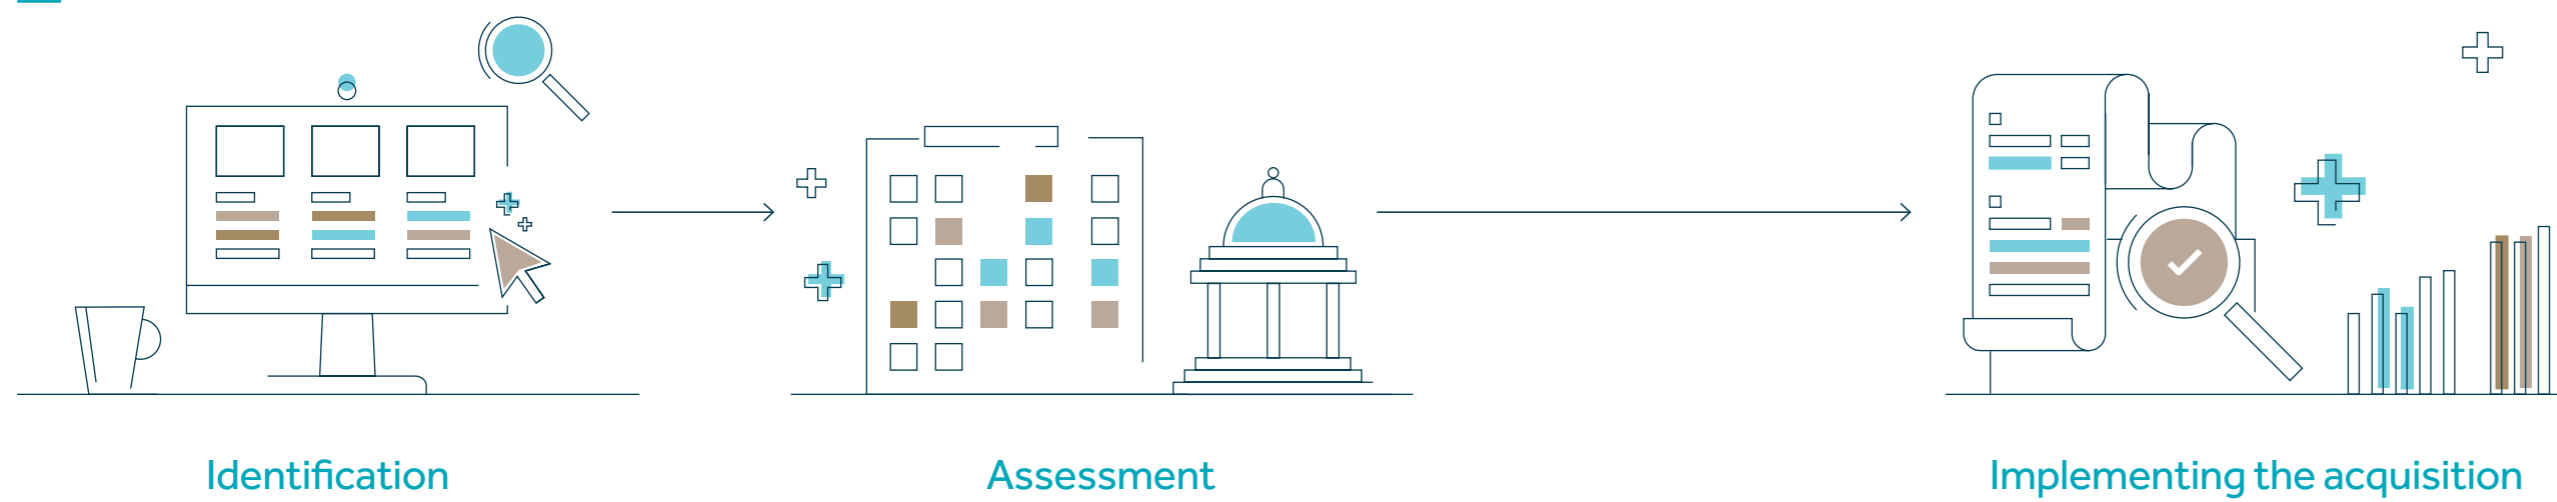 Identification
Assessment
Implementing the acquisition